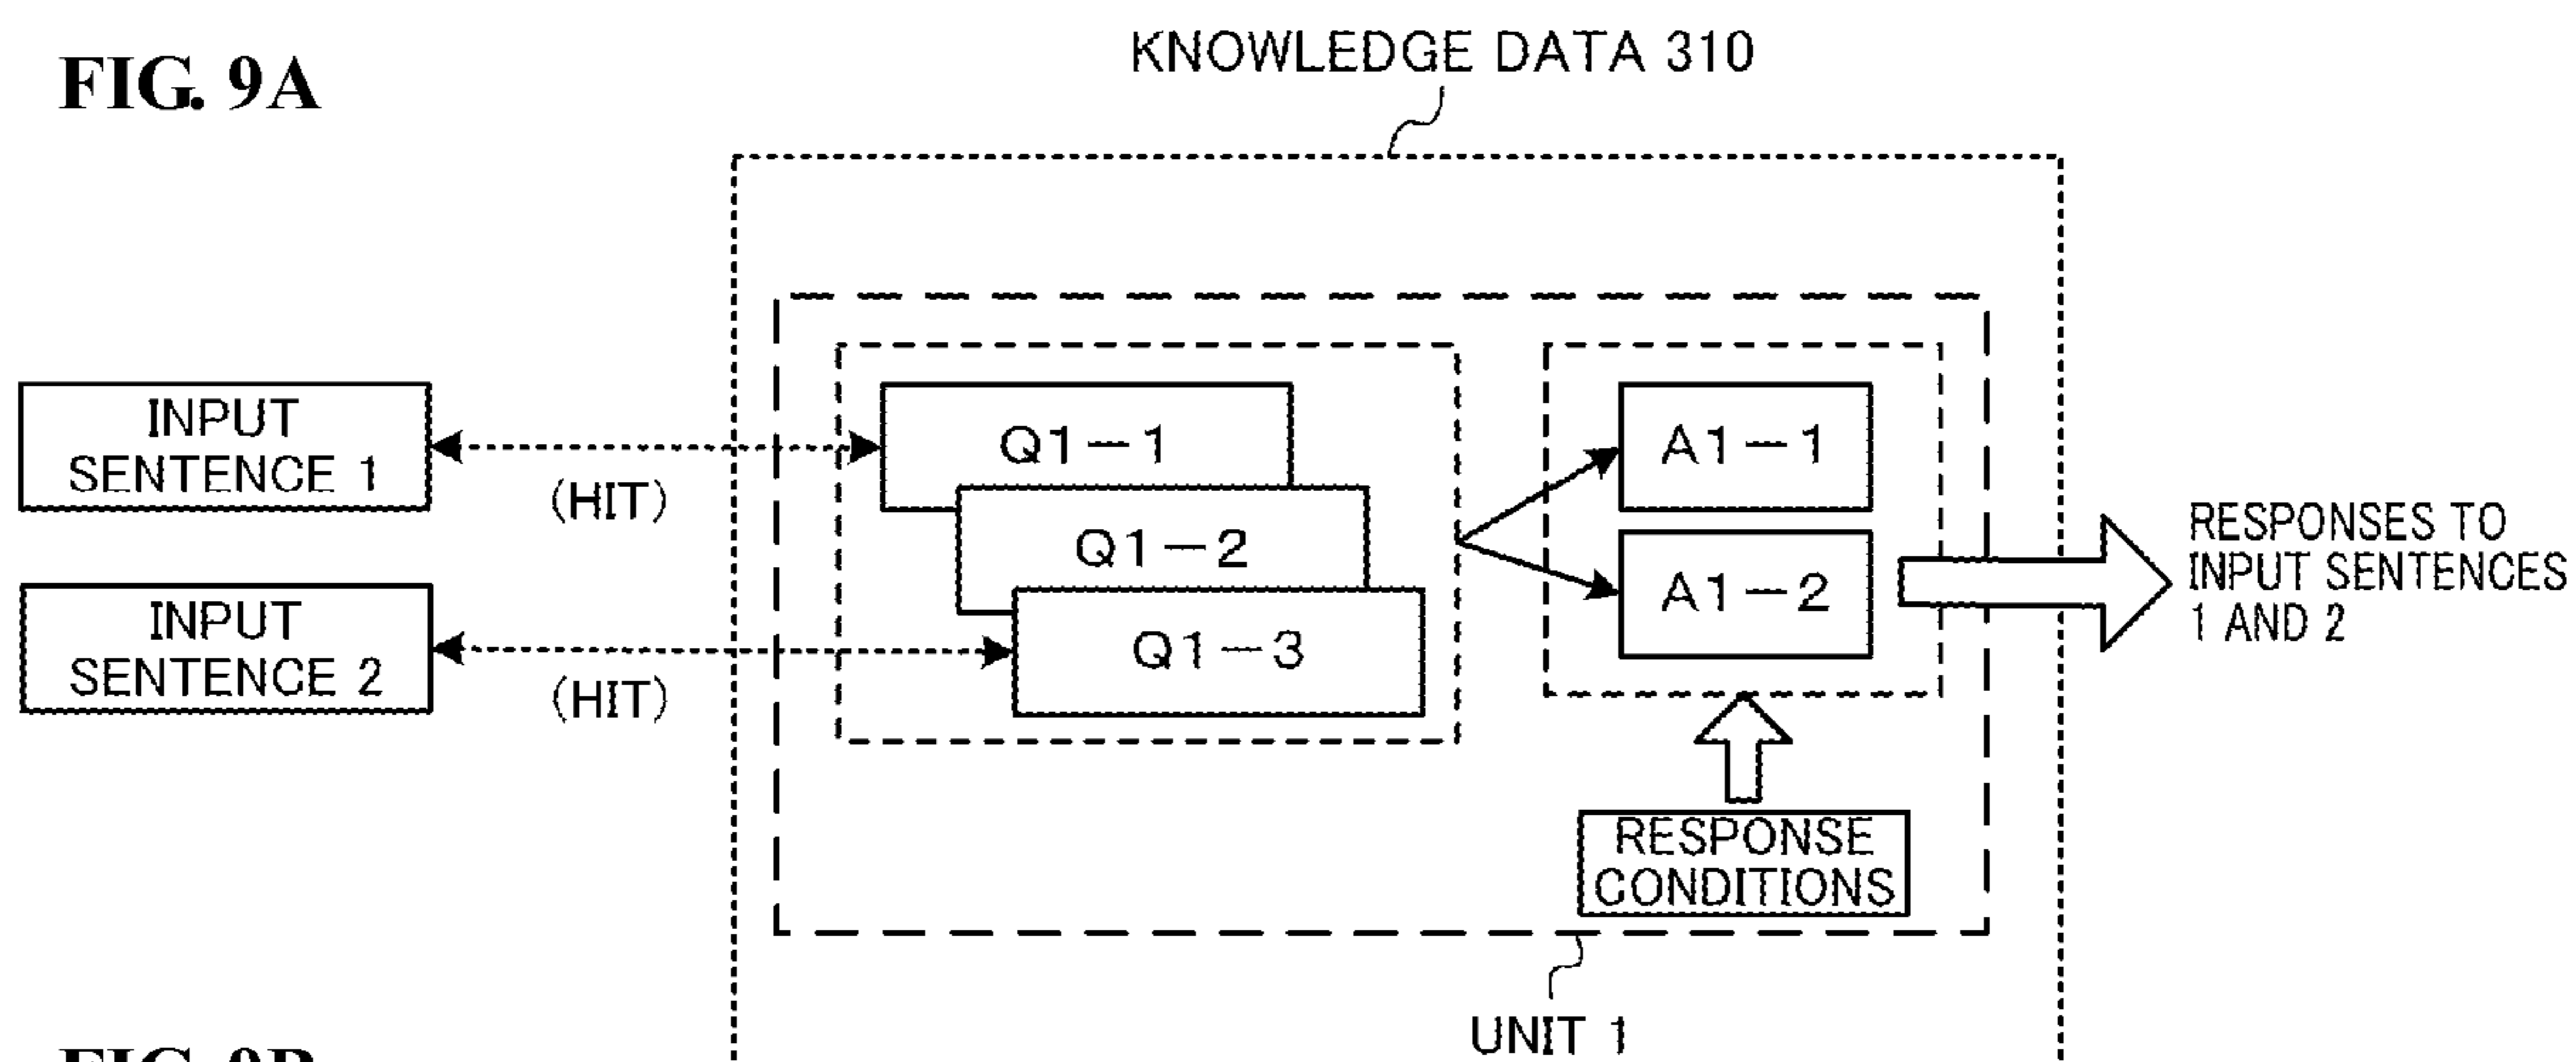 FIG. 9A
KNOWLEDGE DATA 310
INPUT
SENTENCE 1
(HIT)
INPUT
SENTENCE 2
(HIT)
Q1-1
Q1-2
Q1-3
A1-1
A1-2
RESPONSE
CONDITIONS
RESPONSES TO
INPUT SENTENCES
1 AND 2
UNIT 1